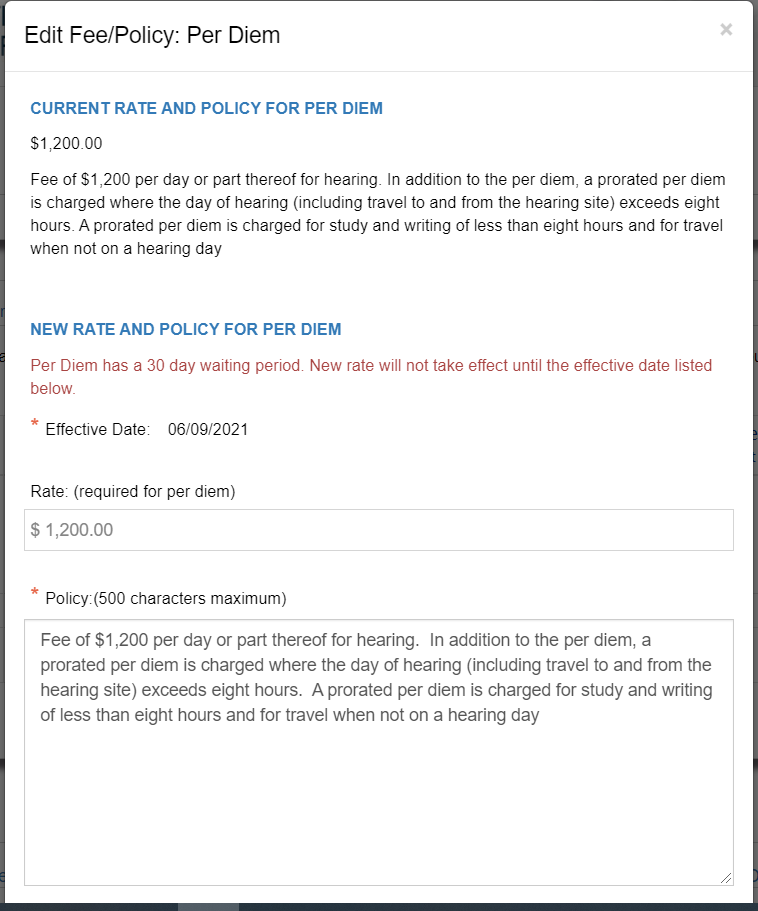 Edit Fee/Policy: Per Diem
×
CURRENT RATE AND POLICY FOR PER DIEM
$1,200.00
Fee of $1,200 per day or part thereof for hearing. In addition to the per diem, a prorated per diem
is charged where the day of hearing (including travel to and from the hearing site) exceeds eight
hours. A prorated per diem is charged for study and writing of less than eight hours and for travel
when not on a hearing day
NEW RATE AND POLICY FOR PER DIEM
Per Diem has a 30 day waiting period. New rate will not take effect until the effective date listed
below.
* Effective Date: 06/09/2021
Rate: (required for per diem)
$ 1,200.00
* Policy:(500 characters maximum)
Fee of $1,200 per day or part thereof for hearing.  In addition to the per diem, a
prorated per diem is charged where the day of hearing (including travel to and from the
hearing site) exceeds eight hours.  A prorated per diem is charged for study and writing
of less than eight hours and for travel when not on a hearing day